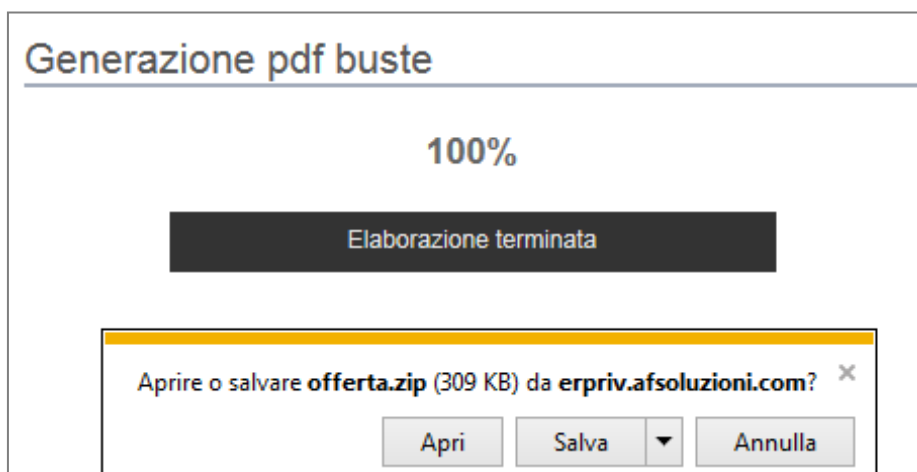 Generazione pdf buste
100%
Elaborazione terminata
Aprire o salvare offerta.zip (309 KB) da erpriv.afsoluzioni.com?
Apri Salva Annulla